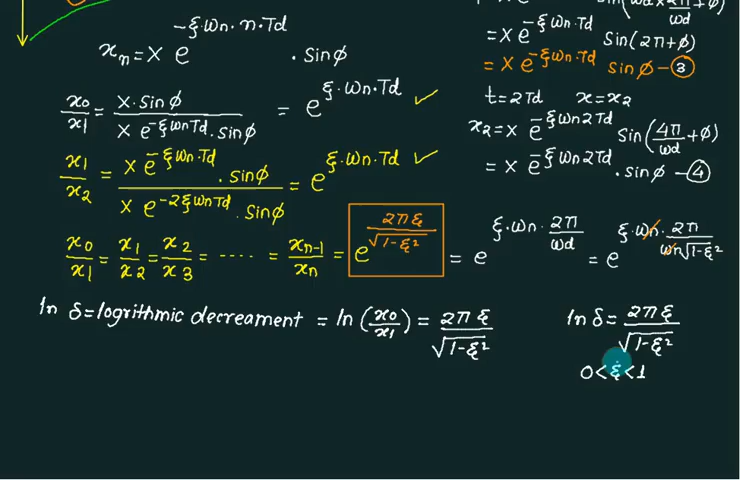 xₙ = X e^(-ξ·ωn·n·Td) · sinϕ
x0/x1 = X·sinϕ / X e^(-ξωnTd)·sinϕ = e^(ξ·ωn·Td) ✓
x1/x2 = X e^(-ξωn·Td)·sinϕ / X e^(-2ξωnTd)·sinϕ = e^(ξ·ωn·Td) ✓
x0/x1 = x1/x2 = x2/x3 = ···· = xn-1/xn = e^(2πξ/√(1-ξ²)) = e^(ξ·ωn·2π/ωd) = e^(ξ·ωn·2π/ωn√(1-ξ²))
ln δ = logrithmic decreament = ln (x0/x1) = 2πξ/√(1-ξ²)
= X e^(-ξωn·Td) Sin(2π+ϕ)
= X e^(-ξωn·Td) sinϕ - ③
t = 2Td x = x2
x2 = X e^(-ξωn2Td) Sin(4π/ωd + ϕ)
= X e^(-ξωn2Td) · sinϕ - ④
ln δ = 2πξ/√(1-ξ²)
0<ξ<1